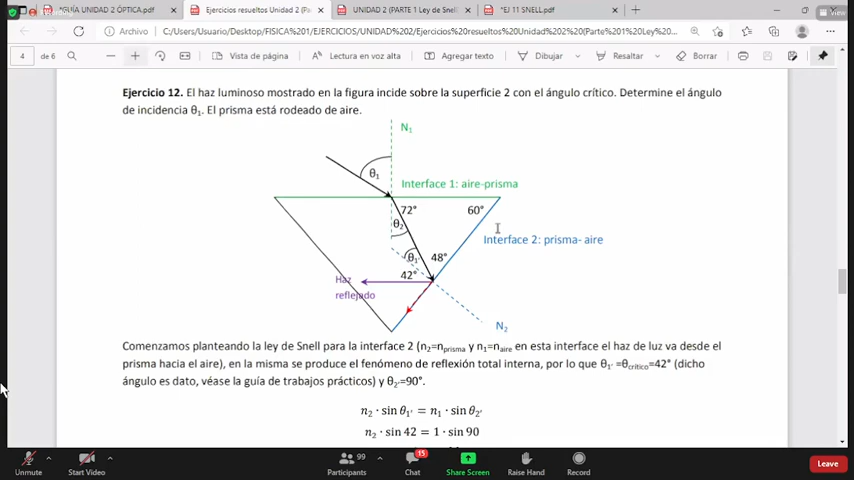 *GUÍA UNIDAD 2 ÓPTICA.pdf
Ejercicios resueltos Unidad 2 (Part
UNIDAD 2 (PARTE 1 Ley de Snell
*EJ 11 SNELL.pdf
View
Archivo
C:/Users/Usuario/Desktop/FISICA%201/EJERCICIOS/UNIDAD%202/Ejercicios%20resueltos%20Unidad%202%20(Parte%201%20Ley%20de%20Snell)%20...
4
de 6
Vista de página
Lectura en voz alta
Agregar texto
Dibujar
Resaltar
Borrar
Ejercicio 12. El haz luminoso mostrado en la figura incide sobre la superficie 2 con el ángulo crítico. Determine el ángulo
de incidencia θ1. El prisma está rodeado de aire.
N1
θ1
Interface 1: aire-prisma
72°
60°
θ2
Interface 2: prisma- aire
θ1'
48°
42°
Haz
reflejado
N2
Comenzamos planteando la ley de Snell para la interface 2 (n2=nprisma y n1=naire en esta interface el haz de luz va desde el
prisma hacia el aire), en la misma se produce el fenómeno de reflexión total interna, por lo que θ1' =θcrítico=42° (dicho
ángulo es dato, véase la guía de trabajos prácticos) y θ2'=90°.
n2 · sin θ1' = n1 · sin θ2'
n2 · sin 42 = 1 · sin 90
Unmute
Start Video
99
Participants
15
Chat
Share Screen
Raise Hand
Record
Leave